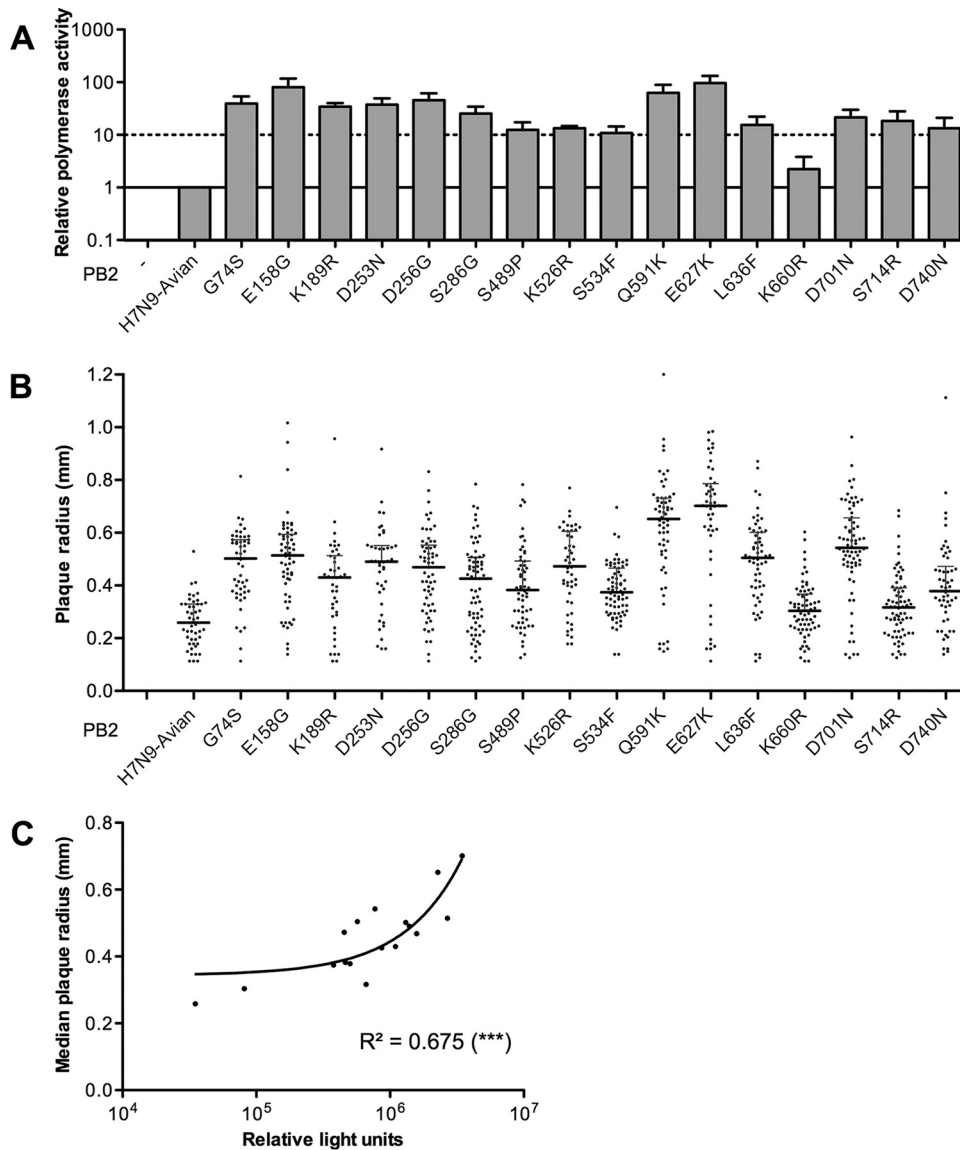 A
Relative polymerase activity
1000
100
10
1
0.1
PB2
-
H7N9-Avian
G74S
E158G
K189R
D253N
D256G
S286G
S489P
K526R
S534F
Q591K
E627K
L636F
K660R
D701N
S714R
D740N
B
Plaque radius (mm)
1.2
1.0
0.8
0.6
0.4
0.2
0.0
PB2
H7N9-Avian
G74S
E158G
K189R
D253N
D256G
S286G
S489P
K526R
S534F
Q591K
E627K
L636F
K660R
D701N
S714R
D740N
C
Median plaque radius (mm)
0.8
0.6
0.4
0.2
0.0
R² = 0.675 (***)
10⁴ 10⁵ 10⁶ 10⁷
Relative light units